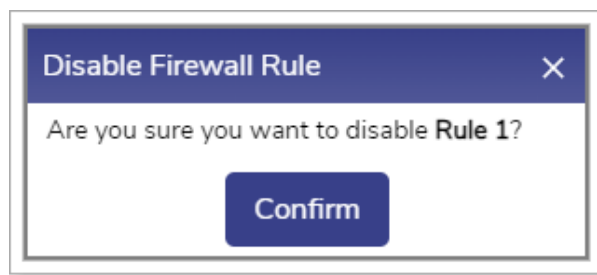 Disable Firewall Rule
Are you sure you want to disable Rule 1?
Confirm